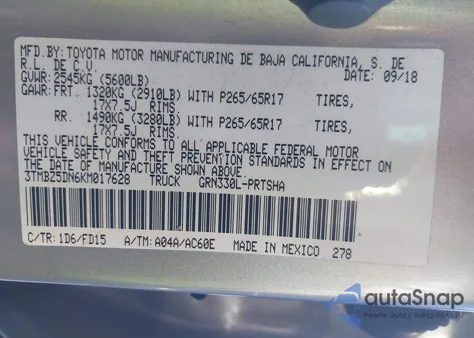 MFD.BY: TOYOTA MOTOR MANUFACTURING DE BAJA CALIFORNIA, S. DE
R.L. DE C.V.
DATE: 09/18
GVWR: 2545KG (5600LB)
GAWR: FRT. 1320KG (2910LB) WITH P265/65R17 TIRES,
17X7.5J RIMS.
RR. 1490KG (3280LB) WITH P265/65R17 TIRES,
17X7.5J RIMS.
THIS VEHICLE CONFORMS TO ALL APPLICABLE FEDERAL MOTOR
VEHICLE SAFETY AND BUMPER STANDARDS IN EFFECT ON
THE DATE OF MANUFACTURE SHOWN ABOVE.
3TMBZ5DN6KM017628 TRUCK GRN330L-PRTSHA
C/TR: 1D6/FD15 A/TM: A04A/AC60E MADE IN MEXICO 278
autoSnap